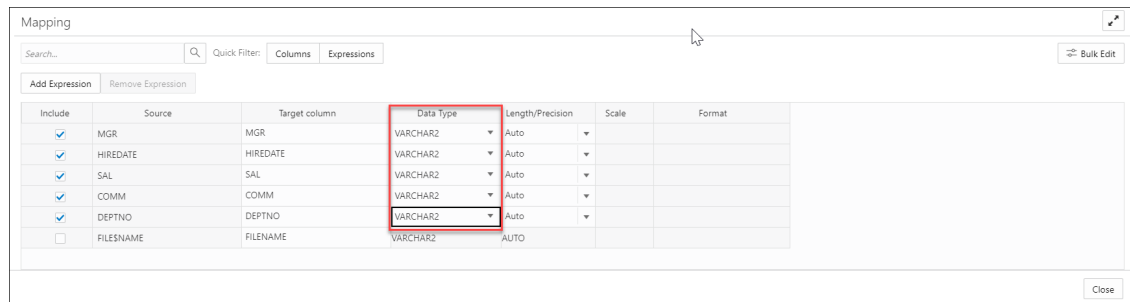 Mapping
Search... Quick Filter: Columns Expressions Bulk Edit
Add Expression Remove Expression
Include Source Target column Data Type Length/Precision Scale Format
MGR MGR VARCHAR2 Auto
HIREDATE HIREDATE VARCHAR2 Auto
SAL SAL VARCHAR2 Auto
COMM COMM VARCHAR2 Auto
DEPTNO DEPTNO VARCHAR2 Auto
FILE$NAME FILENAME VARCHAR2 AUTO
Close